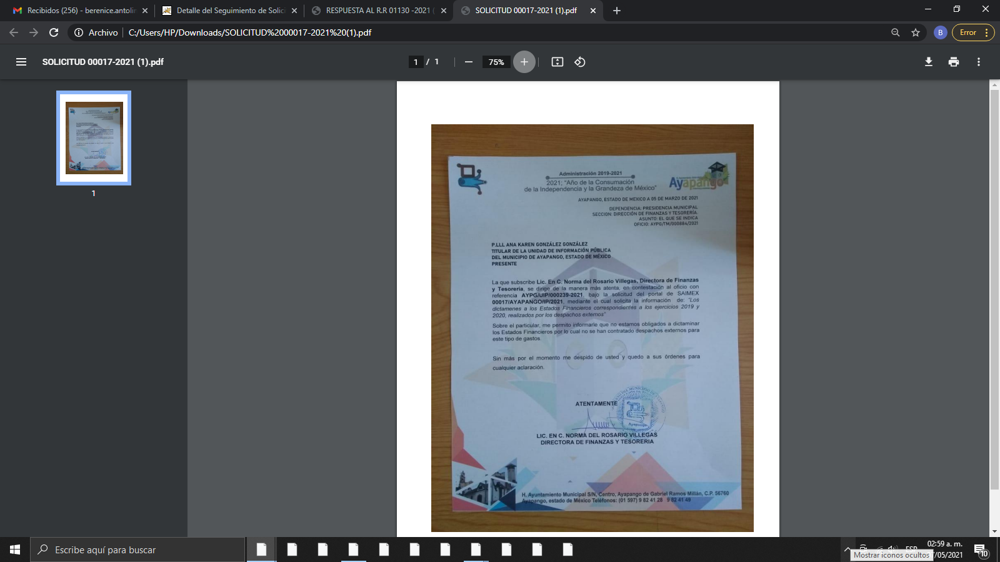 Recibidos (256) - berenice.antolin
Detalle del Seguimiento de Solici
RESPUESTA AL R.R 01130 -2021 (
SOLICITUD 00017-2021 (1).pdf
Archivo
C:/Users/HP/Downloads/SOLICITUD%2000017-2021%20(1).pdf
B
Error
SOLICITUD 00017-2021 (1).pdf
1 / 1
75%
1
Administración 2019-2021
2021; "Año de la Consumación
de la Independencia y la Grandeza de México"
Ayapango
AYAPANGO, ESTADO DE MEXICO A 05 DE MARZO DE 2021
DEPENDENCIA: PRESIDENCIA MUNICIPAL
SECCION: DIRECCIÓN DE FINANZAS Y TESORERÍA.
ASUNTO: EL QUE SE INDICA
OFICIO: AYPG/TM/000884/2021
P.LLL ANA KAREN GONZÁLEZ GONZÁLEZ
TITULAR DE LA UNIDAD DE INFORMACIÓN PÚBLICA
DEL MUNICIPIO DE AYAPANGO, ESTADO DE MÉXICO
PRESENTE
La que subscribe Lic. En C. Norma del Rosario Villegas, Directora de Finanzas
y Tesoreria, se dirige de la manera más atenta, en contestación al oficio con
referencia AYPG/UIP/000239-2021, bajo la solicitud del portal de SAIMEX
00017/AYAPANGO/IP/2021, mediante el cual solicita la información de: "Los
dictamenes a los Estados Financieros correspondientes a los ejercicios 2019 y
2020, realizados por los despachos externos"
Sobre el particular, me permito informarle que no estamos obligados a dictaminar
los Estados Financieros por lo cual no se han contratado despachos externos para
este tipo de gastos.
Sin más por el momento me despido de usted y quedo a sus órdenes para
cualquier aclaración.
ATENTAMENTE
Ayapango
LIC. EN C. NORMA DEL ROSARIO VILLEGAS
DIRECTORA DE FINANZAS Y TESORERIA
H. Ayuntamiento Municipal S/N, Centro, Ayapango de Gabriel Ramos Millán, C.P. 56760
Ayapango, estado de México Teléfonos: (01 597) 9 82 41 28 9 82 41 49
Escribe aquí para buscar
ESP
02:59 a. m.
/05/2021
10
Mostrar iconos ocultos